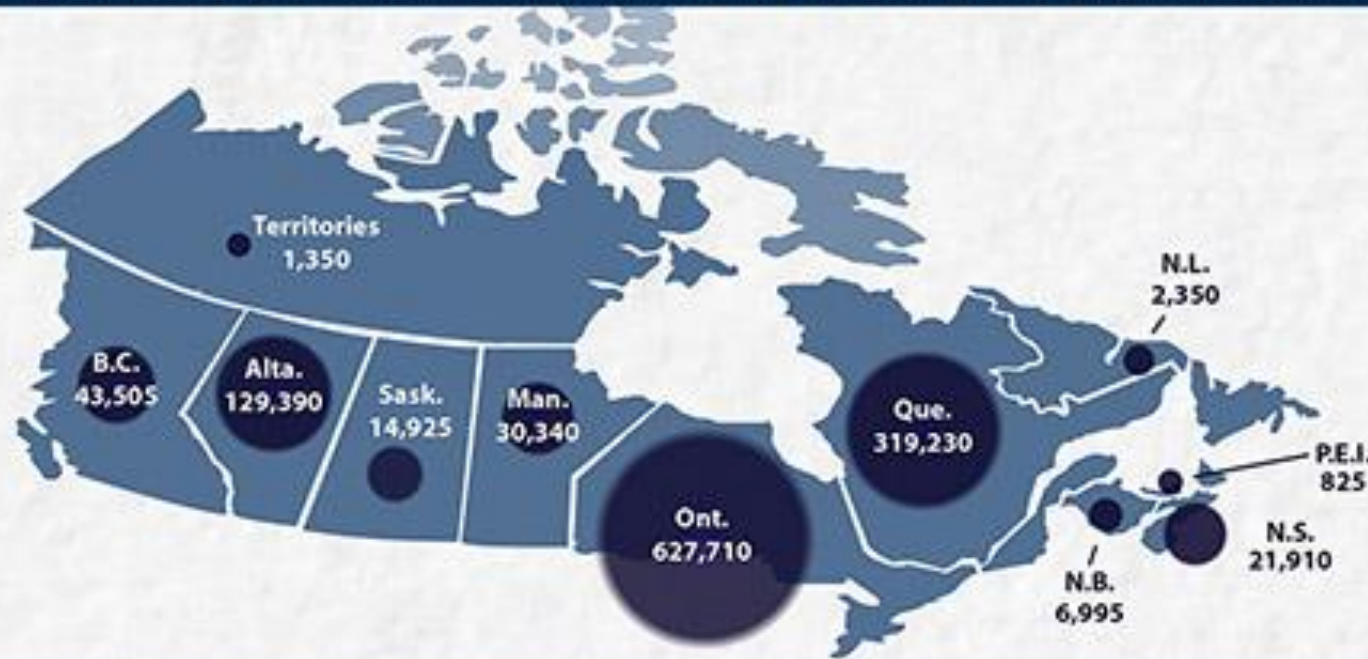 Territories
1,350
N.L.
2,350
B.C.
43,505
Alta.
129,390
Sask.
14,925
Man.
30,340
Que.
319,230
P.E.I.
825
Ont.
627,710
N.S.
21,910
N.B.
6,995